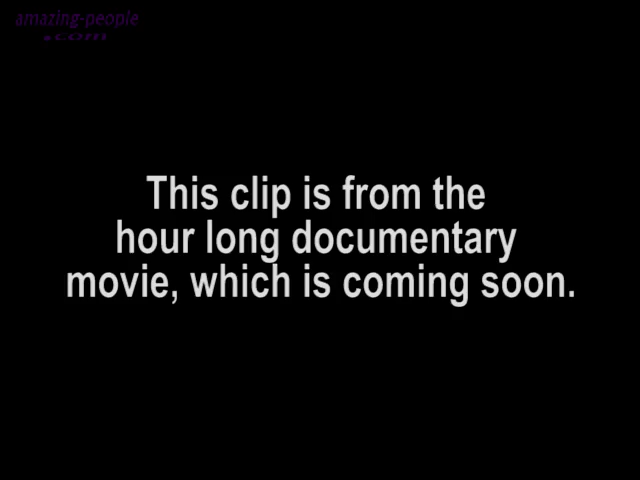 amazing-people
This clip is from the
hour long documentary
movie, which is coming soon.